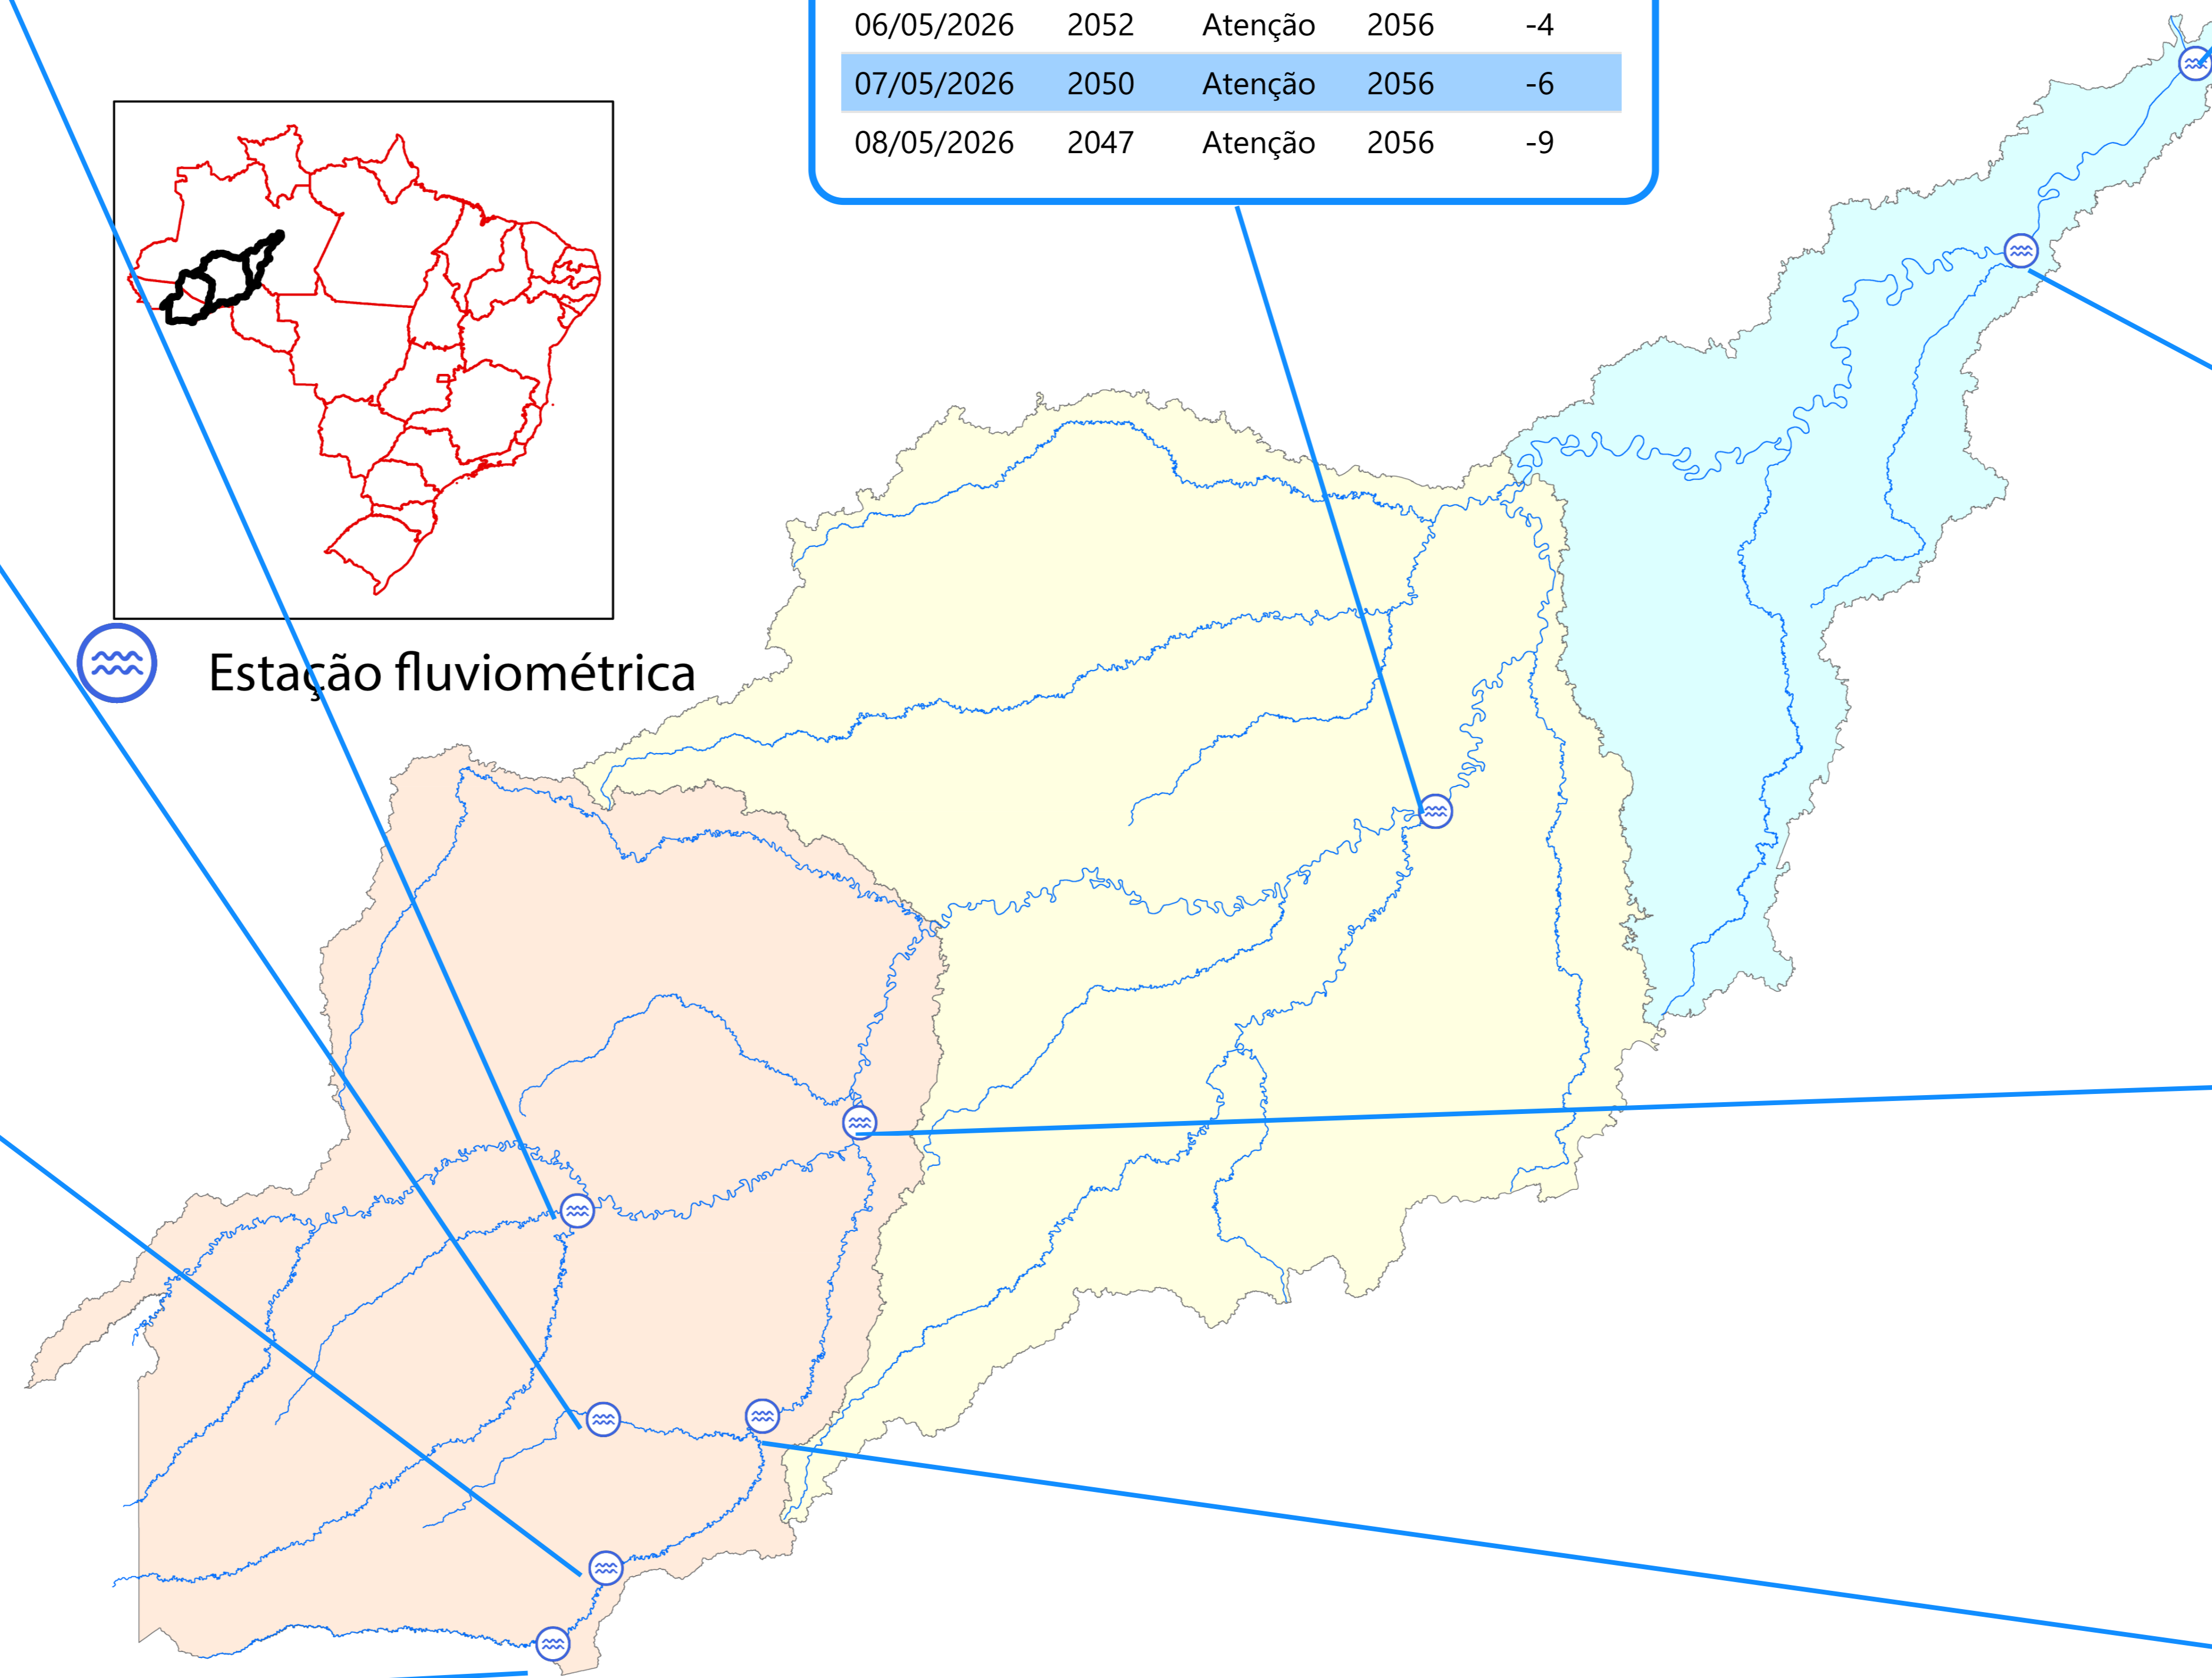 06/05/2026 2052 Atenção 2056 -4
07/05/2026 2050 Atenção 2056 -6
08/05/2026 2047 Atenção 2056 -9
Estação fluviométrica